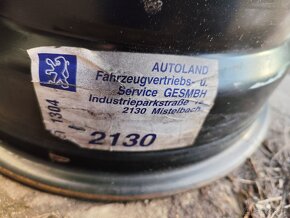 AUTOLAND
Fahrzeugvertriebs- u.
Service GESMBH
Industrieparkstraße
2130 Mistelbach
1304
2130